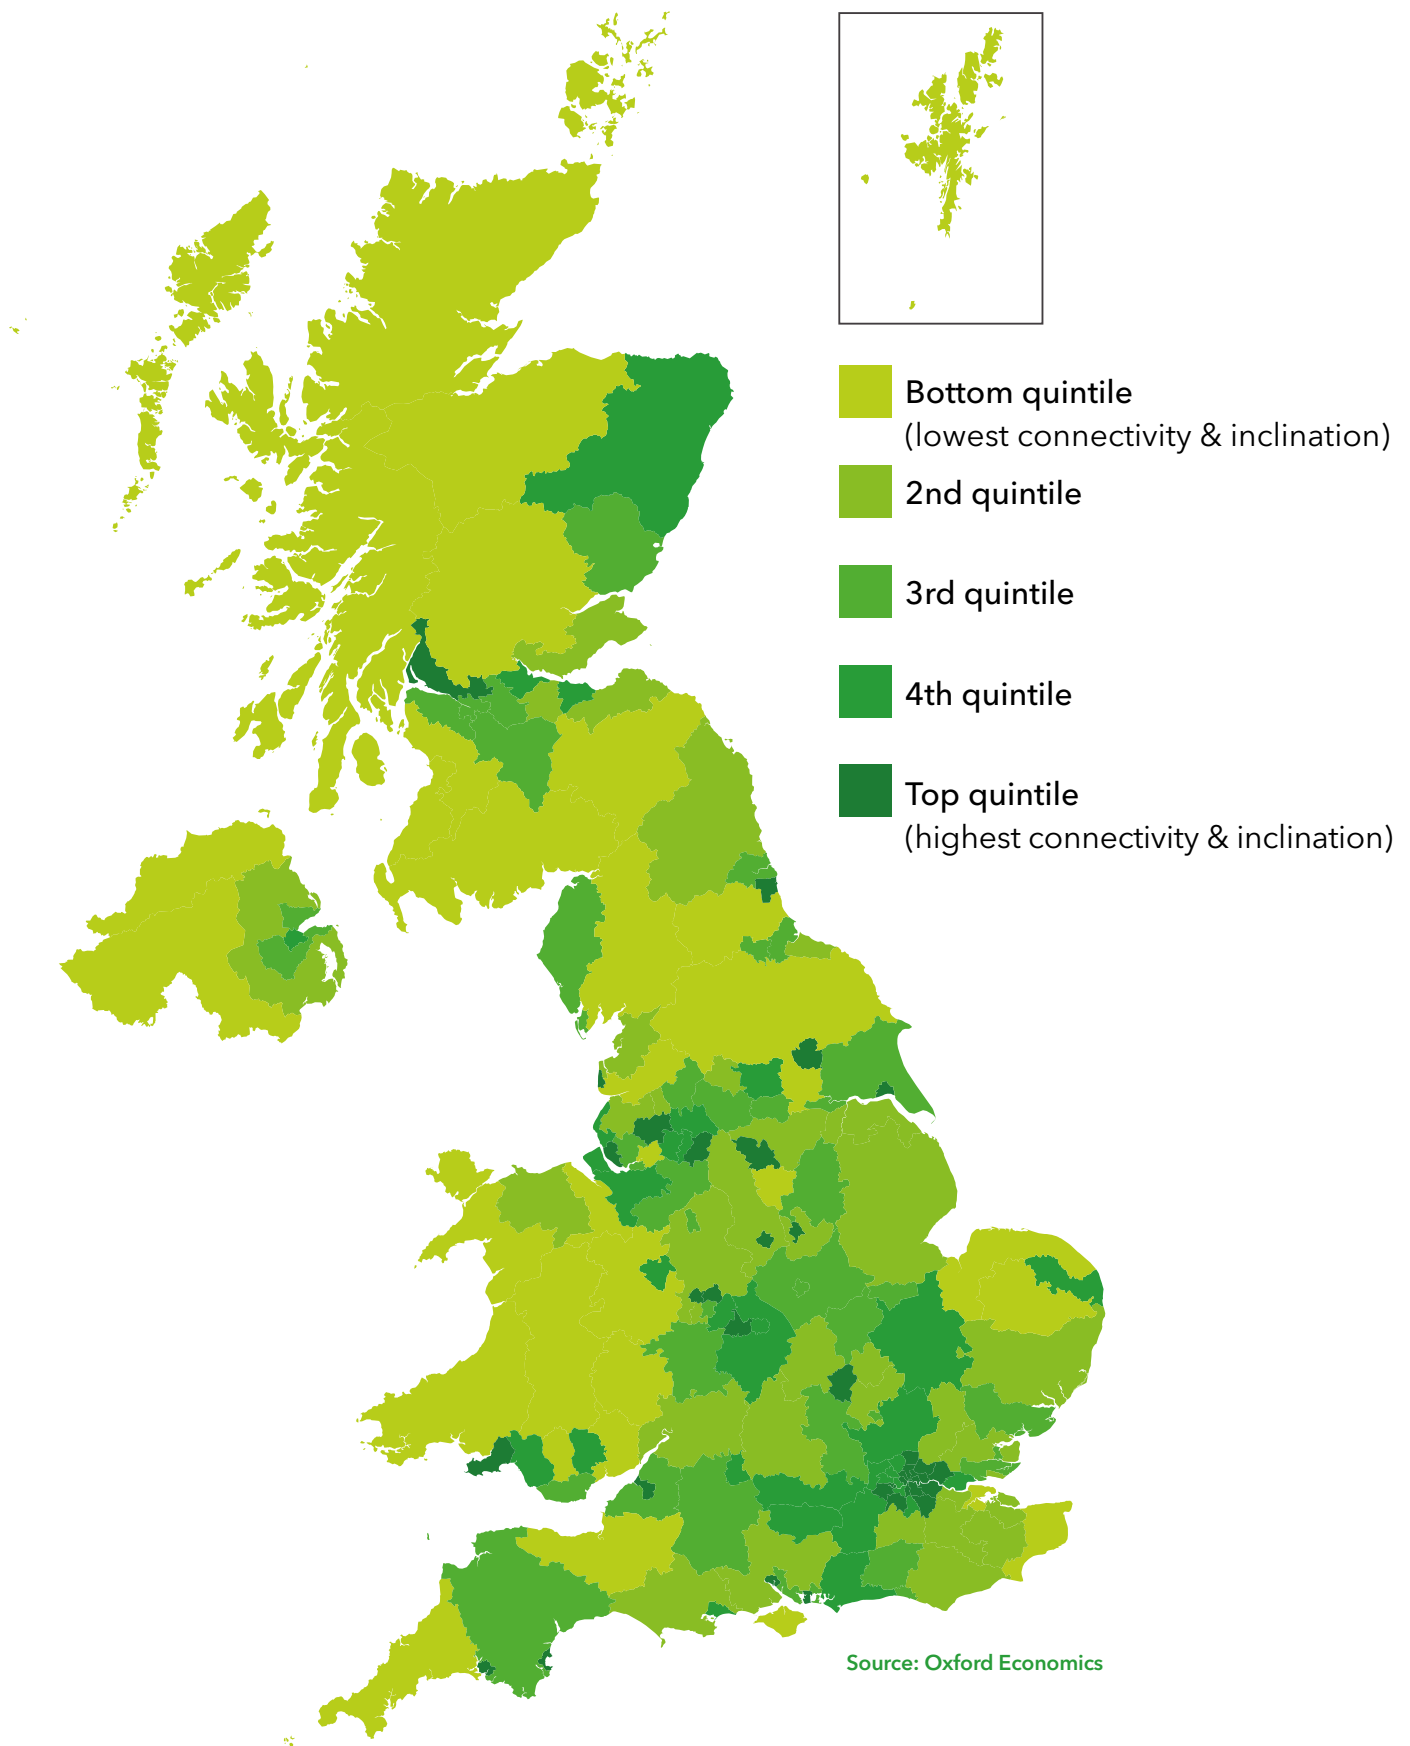 Bottom quintile
(lowest connectivity & inclination)
2nd quintile
3rd quintile
4th quintile
Top quintile
(highest connectivity & inclination)
Source: Oxford Economics